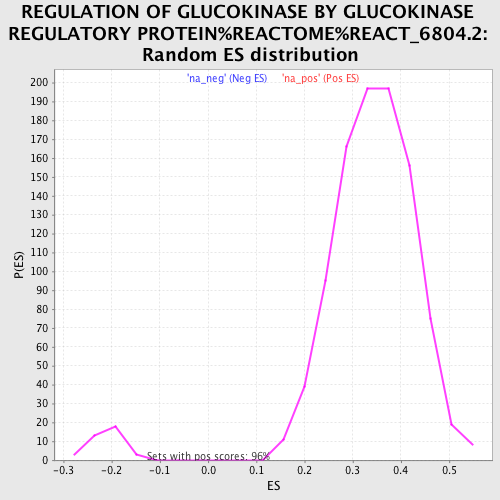 REGULATION OF GLUCOKINASE BY GLUCOKINASE
REGULATORY PROTEIN%REACTOME%REACT_6804.2:
Random ES distribution
'na_neg' (Neg ES) 'na_pos' (Pos ES)
200
190
180
170
160
150
140
130
120
110
100
90
80
70
60
50
40
30
20
10
0
P(ES)
Sets with pos scores: 96%
-0.3 -0.2 -0.1 0.0 0.1 0.2 0.3 0.4 0.5
ES